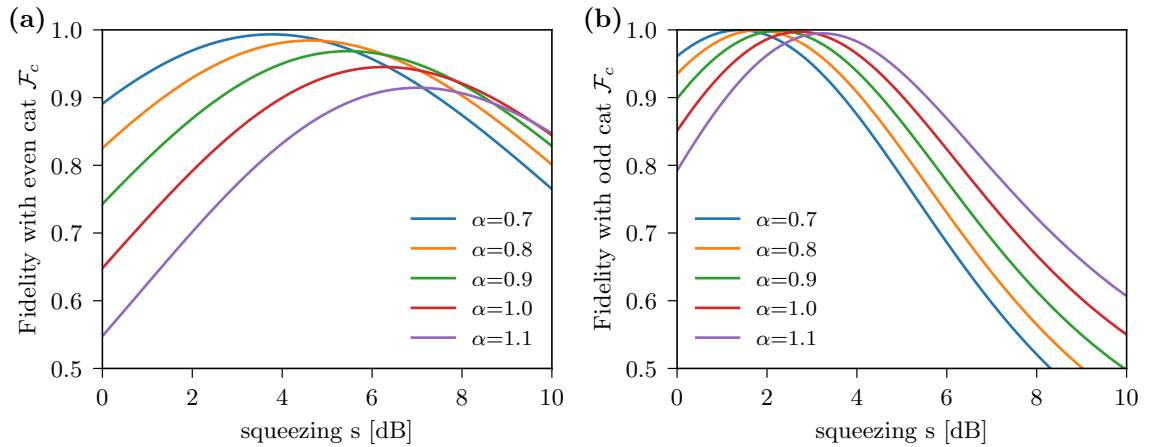 (a)
Fidelity with even cat 𝓕_c
1.0
0.9
0.8
0.7
0.6
0.5
α=0.7
α=0.8
α=0.9
α=1.0
α=1.1
0 2 4 6 8 10
squeezing s [dB]
(b)
Fidelity with odd cat 𝓕_c
1.0
0.9
0.8
0.7
0.6
0.5
α=0.7
α=0.8
α=0.9
α=1.0
α=1.1
0 2 4 6 8 10
squeezing s [dB]